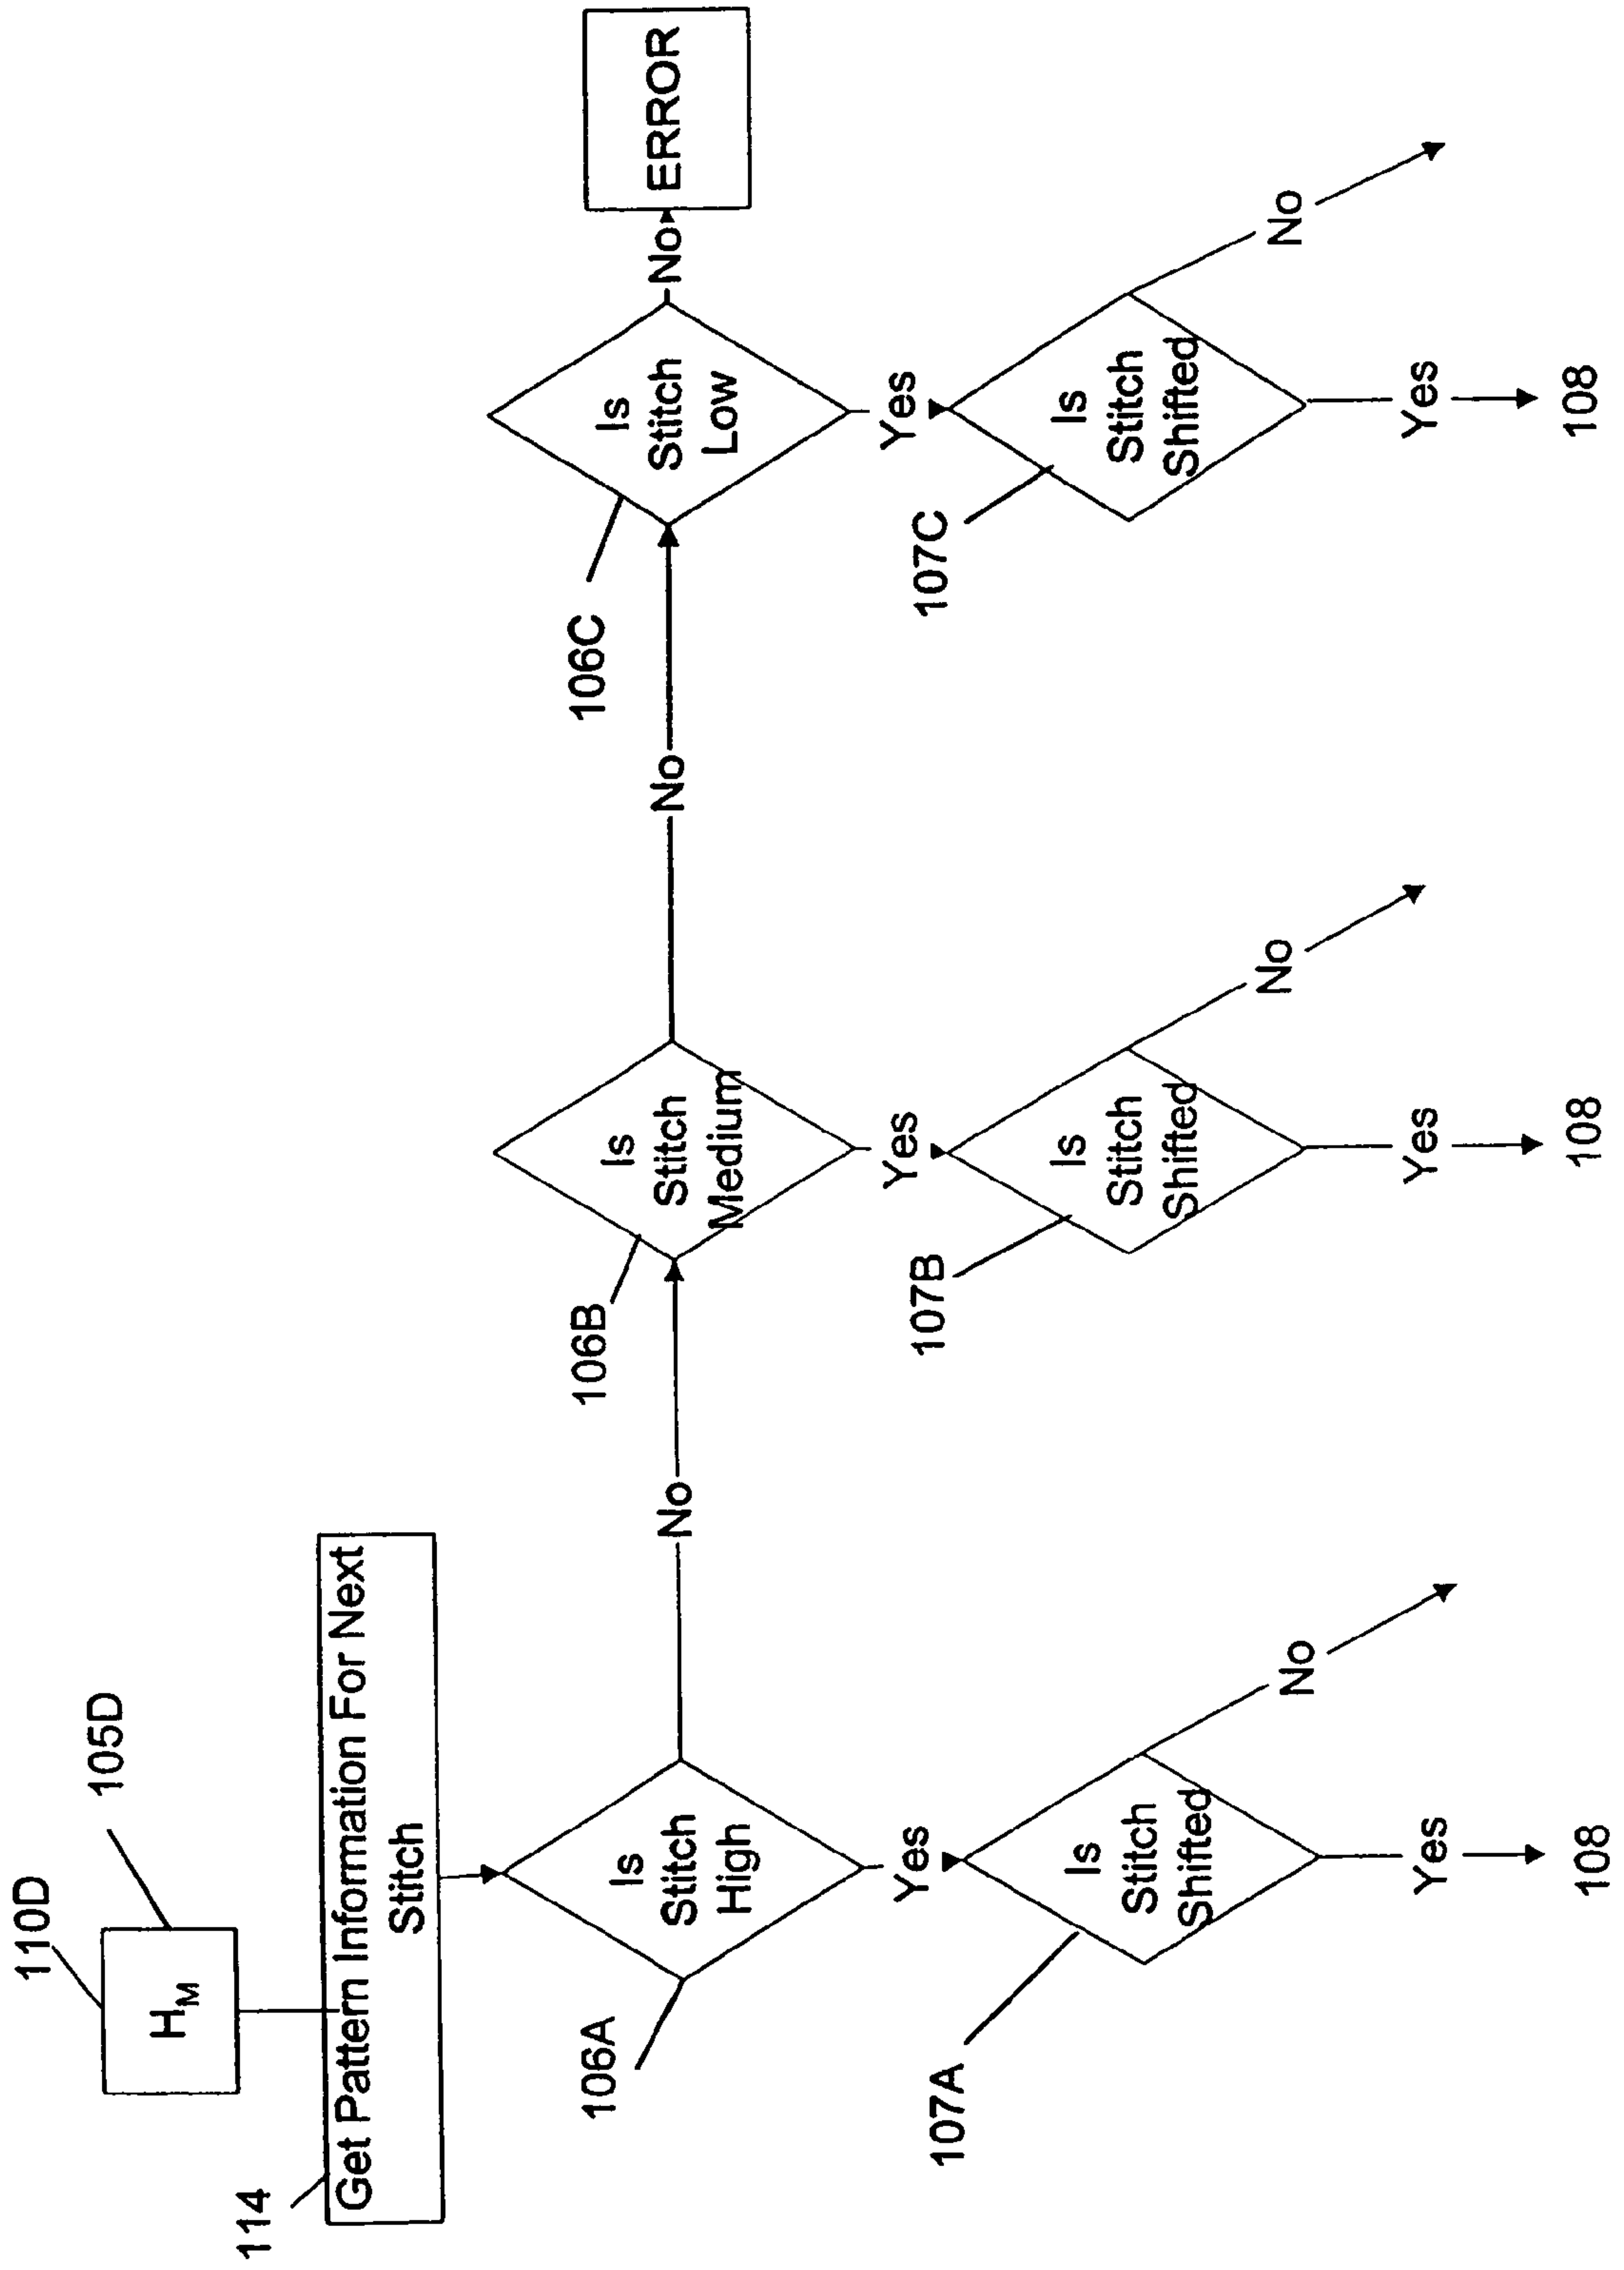 110D
105D
H_M
114
Get Pattern Information For Next
Stitch
106A
Is
Stitch
High
No
106B
Is
Stitch
Medium
No
106C
Is
Stitch
Low
No
ERROR
Yes
Yes
Yes
107A
Is
Stitch
Shifted
No
107B
Is
Stitch
Shifted
No
107C
Is
Stitch
Shifted
No
Yes
Yes
Yes
108
108
108